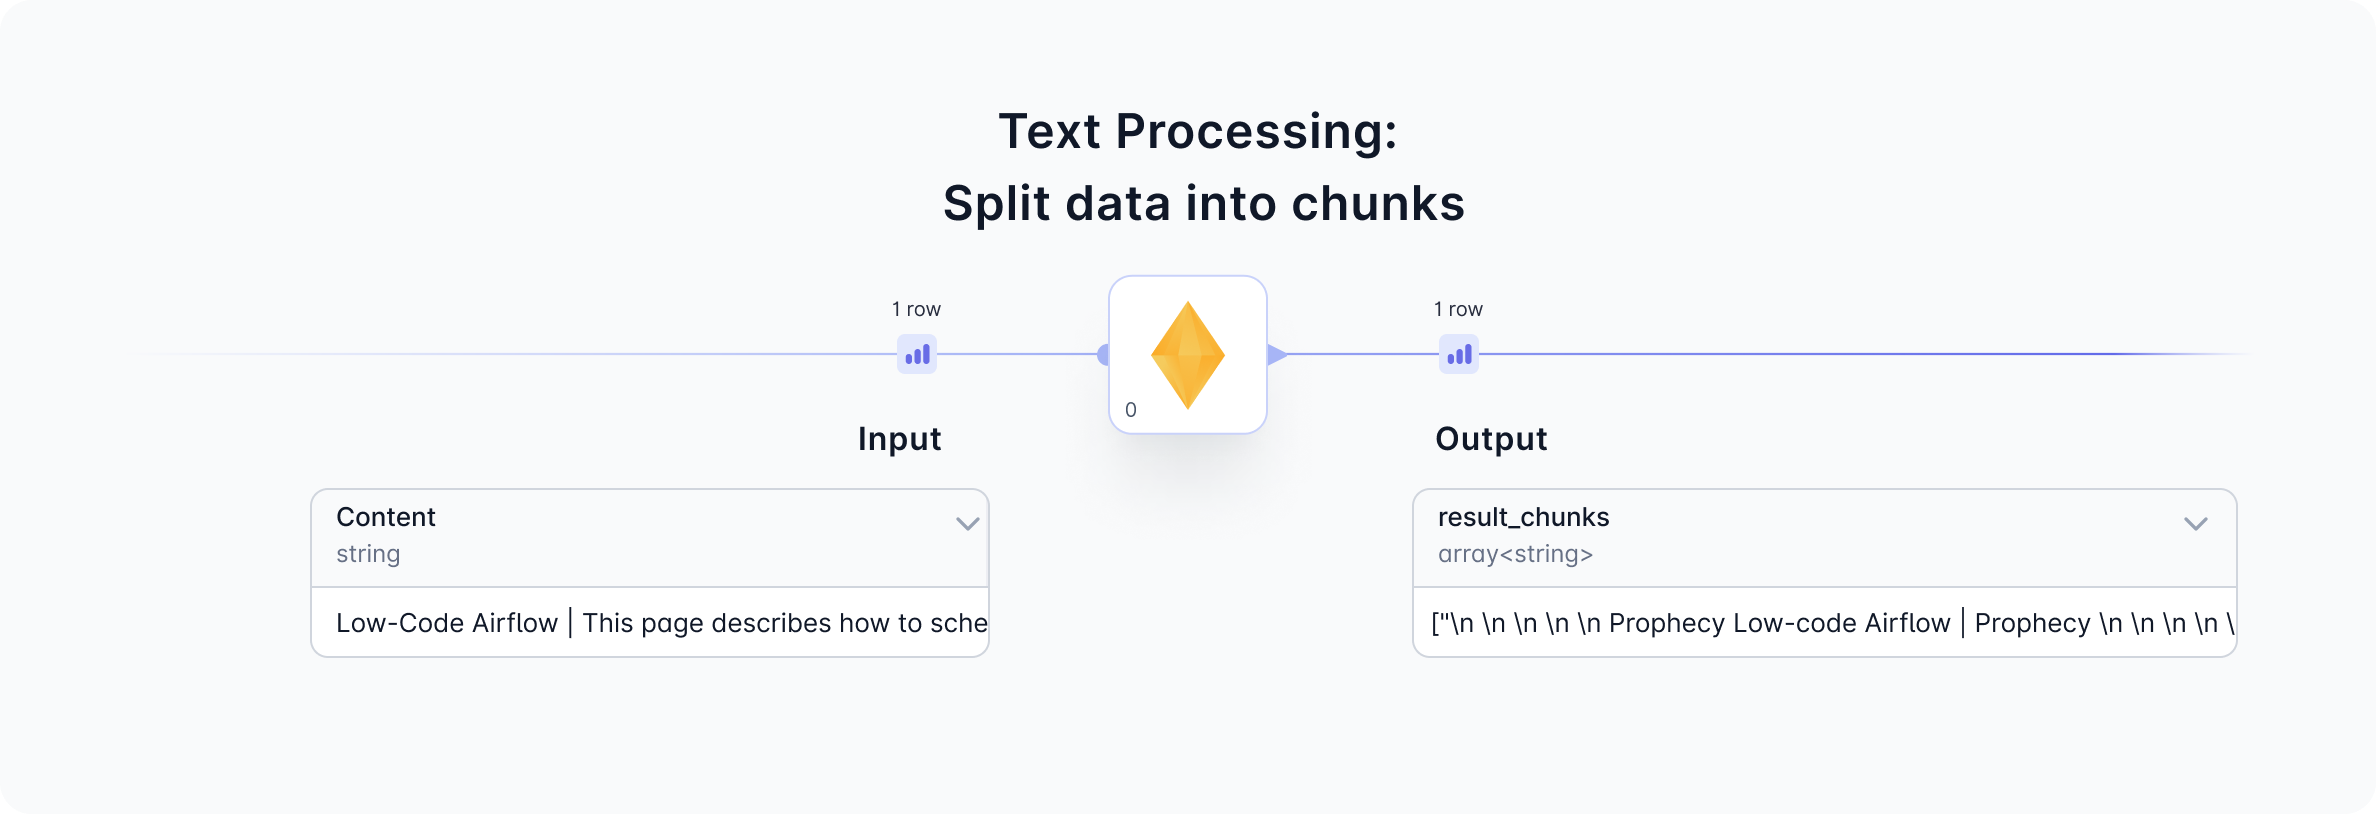 Text Processing:
Split data into chunks
1 row
1 row
0
Input
Output
Content
string
Low-Code Airflow | This page describes how to sche
result_chunks
array<string>
["\n \n \n \n \n Prophecy Low-code Airflow | Prophecy \n \n \n \n \